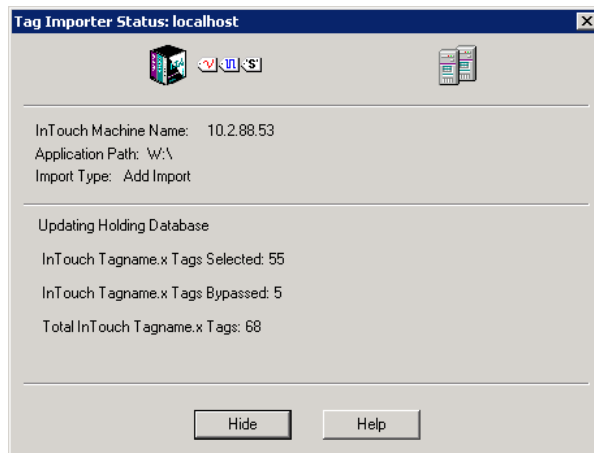 Tag Importer Status: localhost
InTouch Machine Name: 10.2.88.53
Application Path: W:\
Import Type: Add Import
Updating Holding Database
InTouch Tagname.x Tags Selected: 55
InTouch Tagname.x Tags Bypassed: 5
Total InTouch Tagname.x Tags: 68
Hide Help